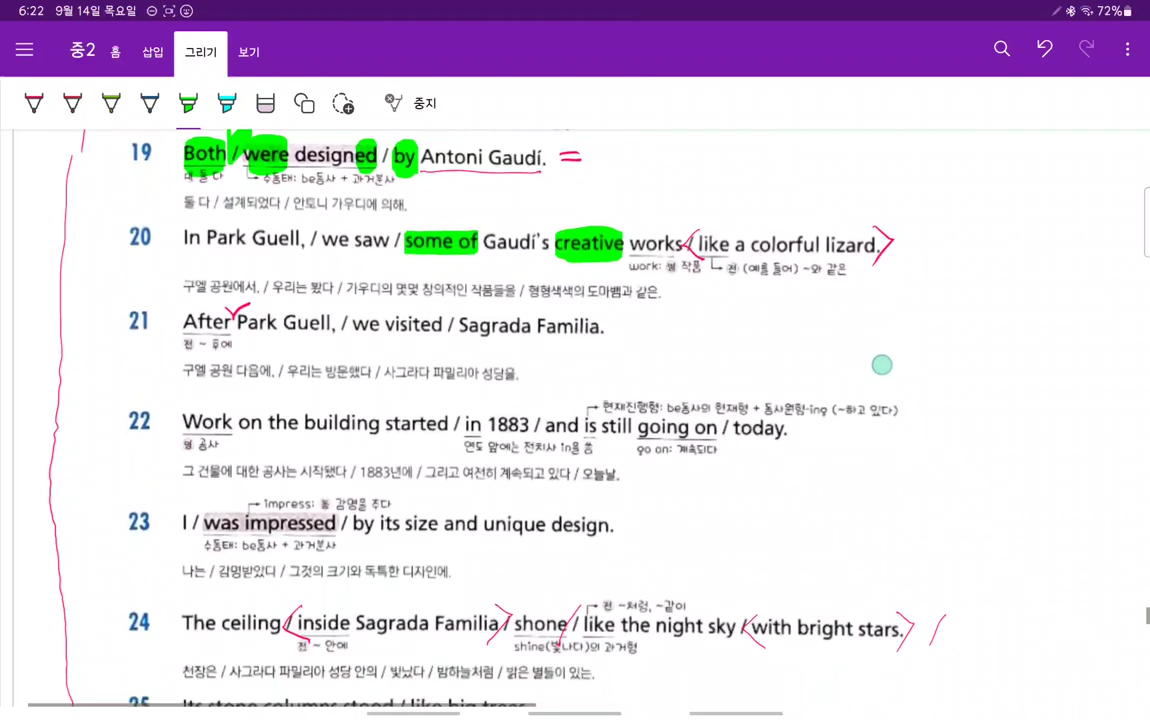 6:22 9월 14일 목요일 72%
중2 홈 삽입 그리기 보기
중지
19 Both / were designed / by Antoni Gaudí. =
수동태: be동사 + 과거분사
둘 다 / 설계되었다 / 안토니 가우디에 의해.
20 In Park Guell, / we saw / some of Gaudí's creative works / like a colorful lizard.
work: 명 작품 전 (예를 들어) ~와 같은
구엘 공원에서, / 우리는 봤다 / 가우디의 몇몇 창의적인 작품들을 / 형형색색의 도마뱀과 같은.
21 After Park Guell, / we visited / Sagrada Familia.
전 ~ 후에
구엘 공원 다음에, / 우리는 방문했다 / 사그라다 파밀리아 성당을.
현재진행형: be동사의 현재형 + 동사원형-ing (~하고 있다)
22 Work on the building started / in 1883 / and is still going on / today.
명 공사 연도 앞에는 전치사 in을 씀 go on: 계속되다
그 건물에 대한 공사는 시작됐다 / 1883년에 / 그리고 여전히 계속되고 있다 / 오늘날.
impress: 동 감명을 주다
23 I / was impressed / by its size and unique design.
수동태: be동사 + 과거분사
나는 / 감명받았디 / 그것의 크기와 독특한 디자인에.
전 ~처럼, ~같이
24 The ceiling / inside Sagrada Familia / shone / like the night sky / with bright stars.
전 ~ 안에 shine(빛나다)의 과거형
천장은 / 사그라다 파밀리아 성당 안의 / 빛났다 / 밤하늘처럼 / 밝은 별들이 있는.
25 Its stone columns stood / like big trees.